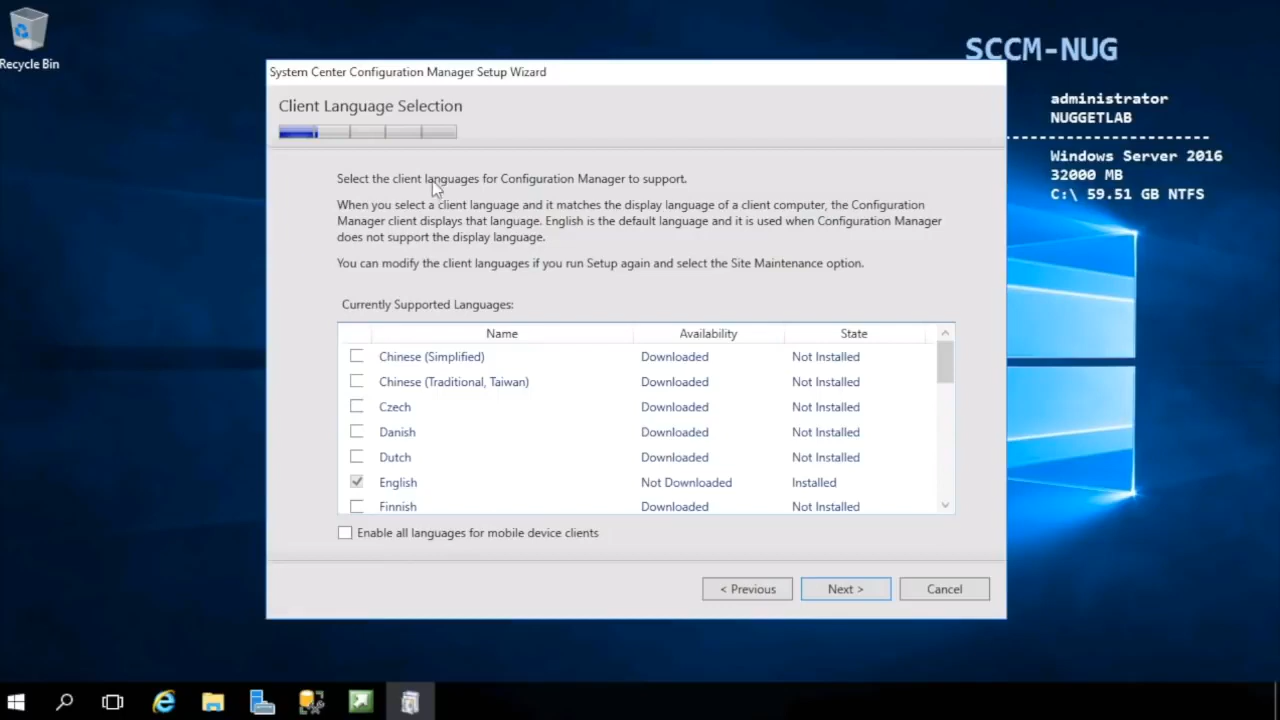 Recycle Bin
SCCM-NUG
administrator
NUGGETLAB
Windows Server 2016
32000 MB
C:\ 59.51 GB NTFS
System Center Configuration Manager Setup Wizard
Client Language Selection
Select the client languages for Configuration Manager to support.
When you select a client language and it matches the display language of a client computer, the Configuration
Manager client displays that language. English is the default language and it is used when Configuration Manager
does not support the display language.
You can modify the client languages if you run Setup again and select the Site Maintenance option.
Currently Supported Languages:
Name Availability State
Chinese (Simplified) Downloaded Not Installed
Chinese (Traditional, Taiwan) Downloaded Not Installed
Czech Downloaded Not Installed
Danish Downloaded Not Installed
Dutch Downloaded Not Installed
English Not Downloaded Installed
Finnish Downloaded Not Installed
Enable all languages for mobile device clients
< Previous Next > Cancel